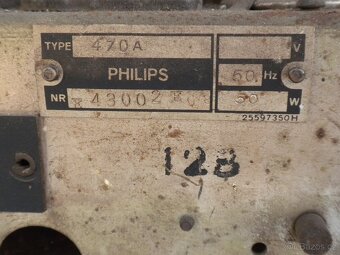 TYPE 470A V
PHILIPS 50 Hz
NR 43002 50 W
25597350H
128